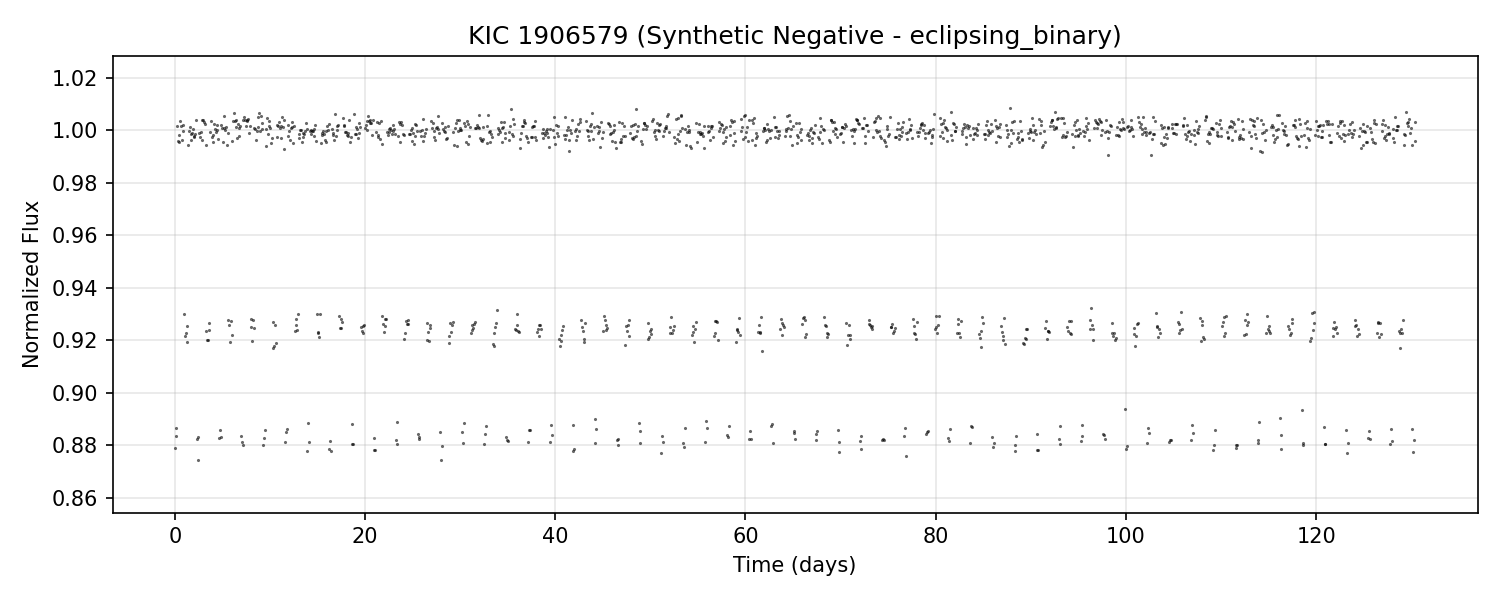 KIC 1906579 (Synthetic Negative - eclipsing_binary)
Normalized Flux
1.02
1.00
0.98
0.96
0.94
0.92
0.90
0.88
0.86
0 20 40 60 80 100 120
Time (days)